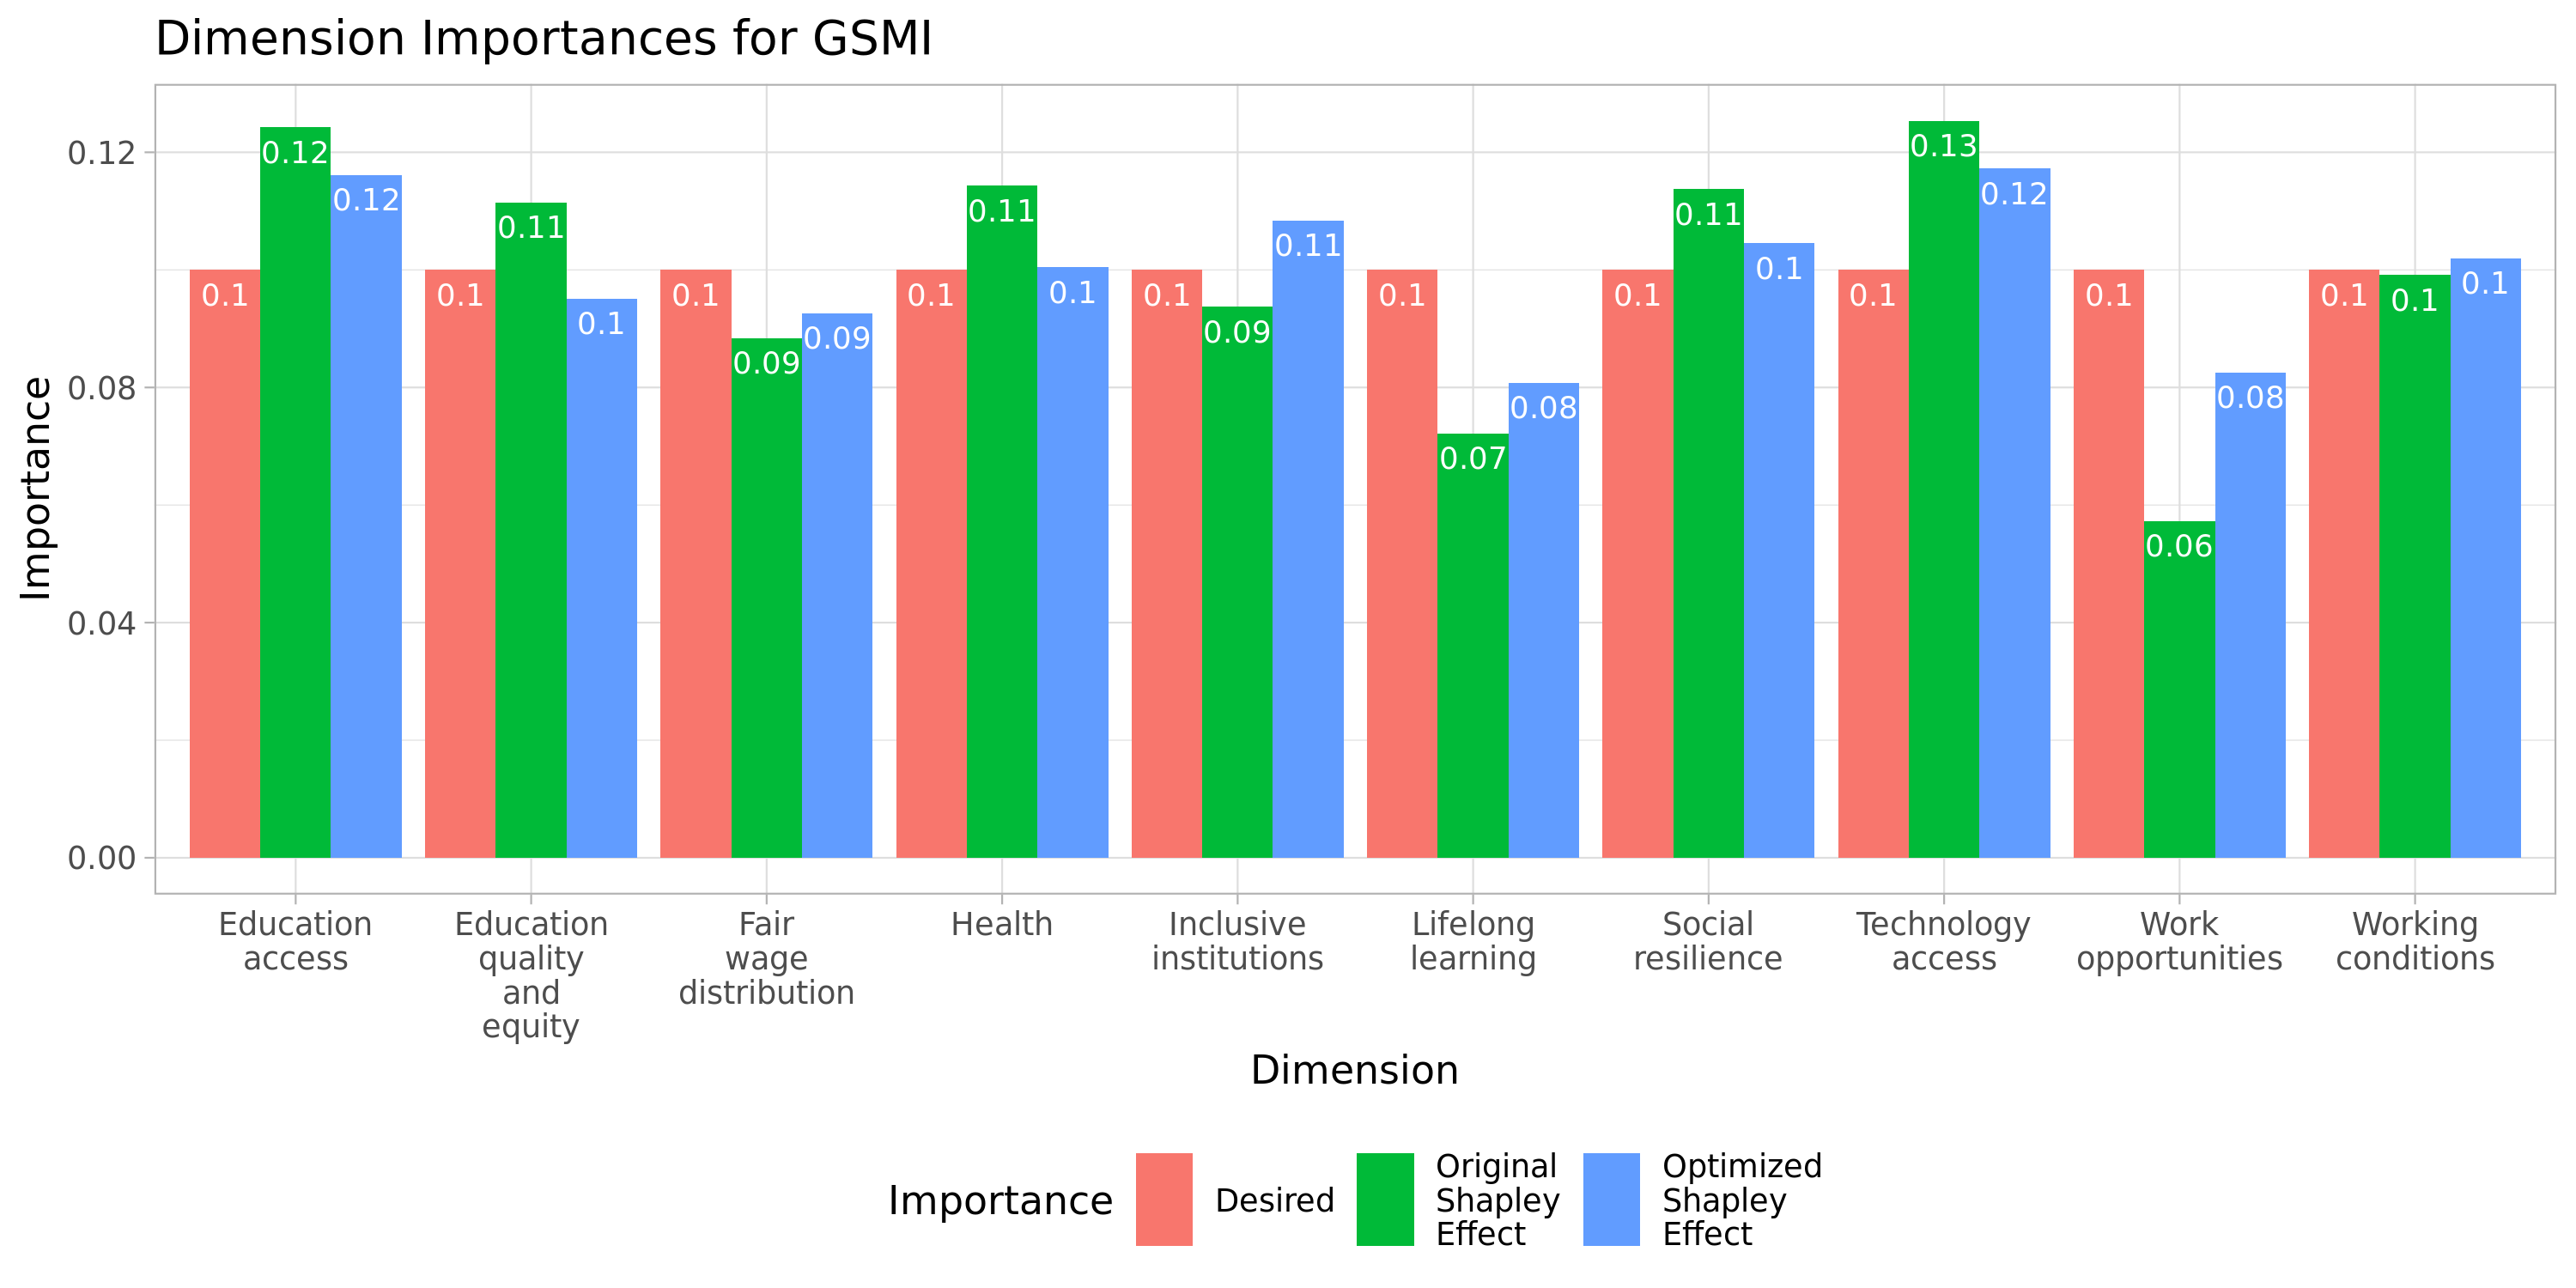 Dimension Importances for GSMI
Importance
0.12
0.08
0.04
0.00
0.1
0.12
0.12
0.1
0.11
0.1
0.1
0.09
0.09
0.1
0.11
0.1
0.1
0.09
0.11
0.1
0.07
0.08
0.1
0.11
0.1
0.1
0.13
0.12
0.1
0.06
0.08
0.1
0.1
0.1
Education
access
Education
quality
and
equity
Fair
wage
distribution
Health
Inclusive
institutions
Lifelong
learning
Social
resilience
Technology
access
Work
opportunities
Working
conditions
Dimension
Importance
Desired
Original
Shapley
Effect
Optimized
Shapley
Effect